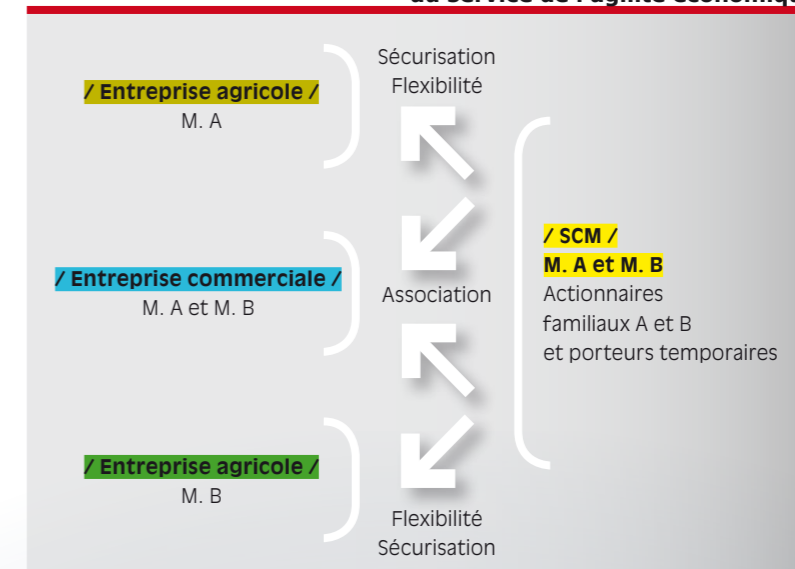 Sécurisation
Flexibilité
/ Entreprise agricole /
M. A
/ SCM /
M. A et M. B
Actionnaires
familiaux A et B
et porteurs temporaires
/ Entreprise commerciale /
M. A et M. B
Association
/ Entreprise agricole /
M. B
Flexibilité
Sécurisation